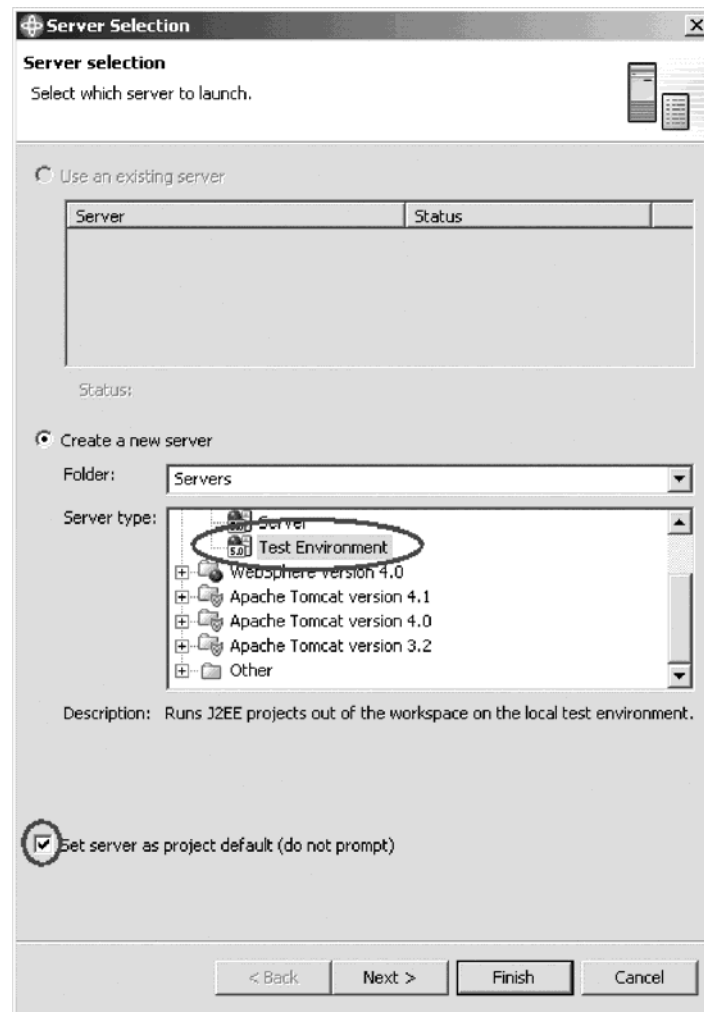 Server Selection
Server selection
Select which server to launch.
Use an existing server
Server Status
Status:
Create a new server
Folder: Servers
Server type: Server
5.0 Test Environment
WebSphere version 4.0
Apache Tomcat version 4.1
Apache Tomcat version 4.0
Apache Tomcat version 3.2
Other
Description: Runs J2EE projects out of the workspace on the local test environment.
Set server as project default (do not prompt)
< Back Next > Finish Cancel